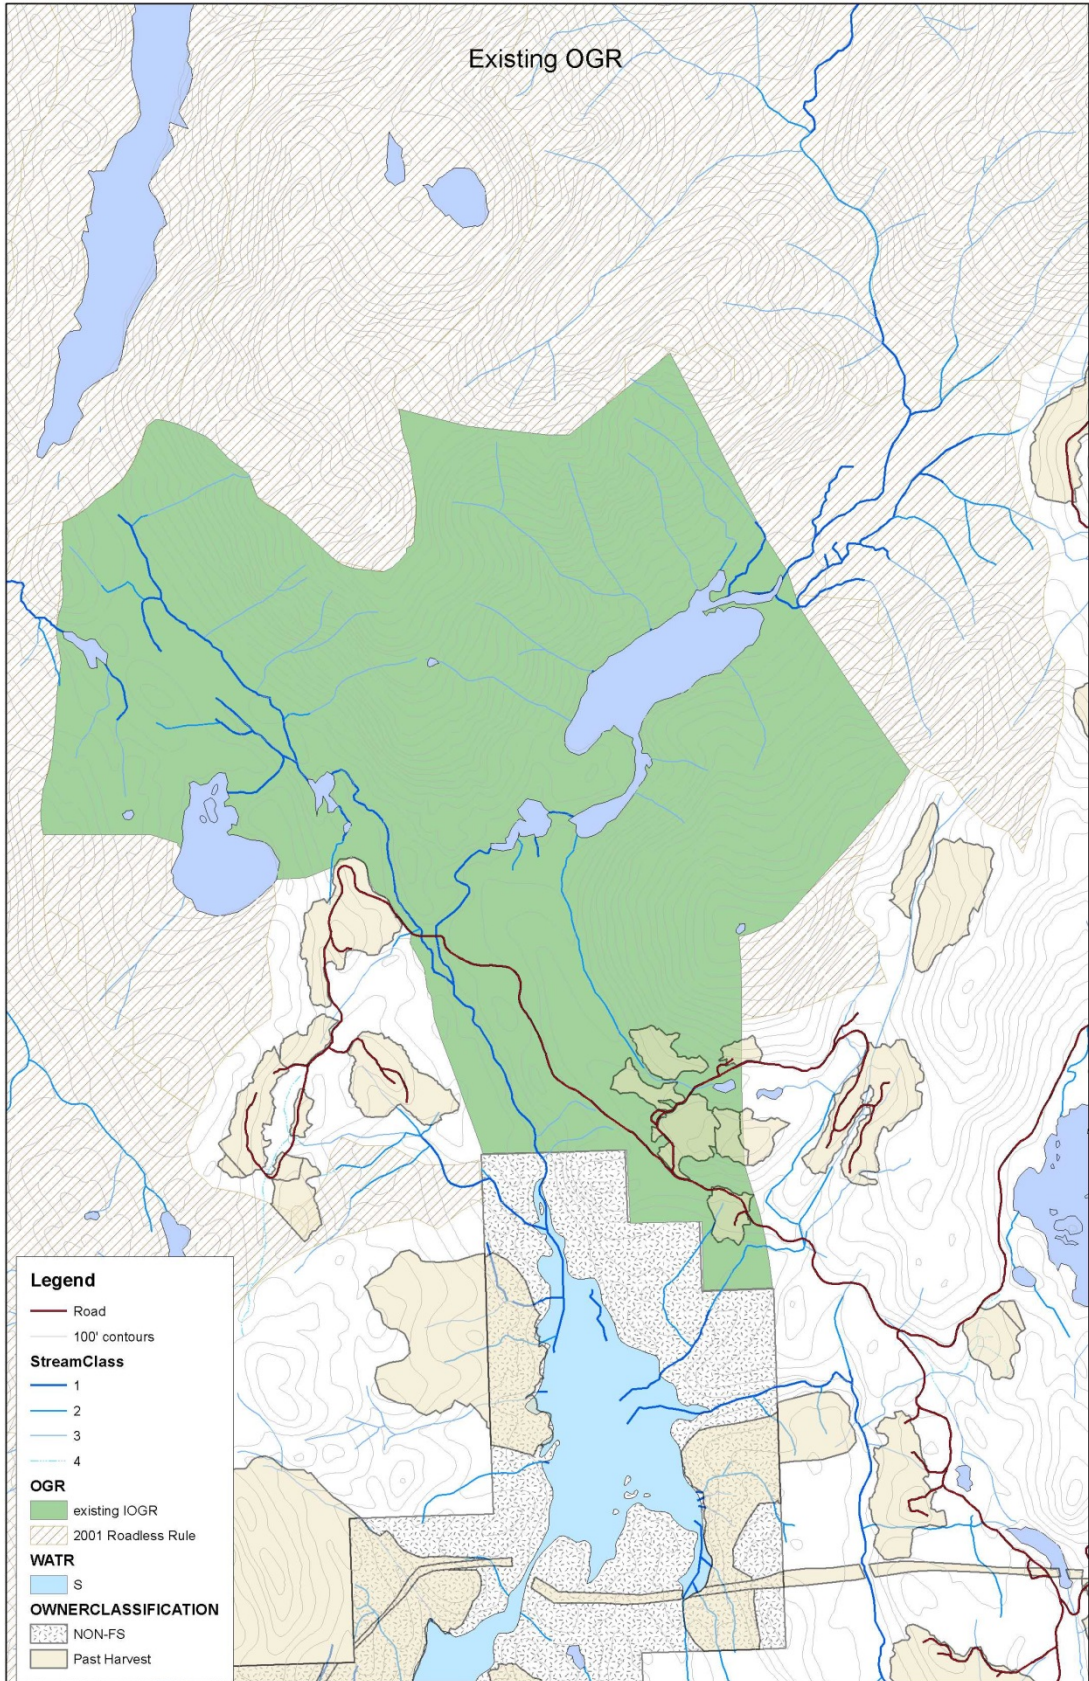 Existing OGR
Legend
Road
100' contours
StreamClass
1
2
3
4
OGR
existing IOGR
2001 Roadless Rule
WATR
S
OWNERCLASSIFICATION
NON-FS
Past Harvest